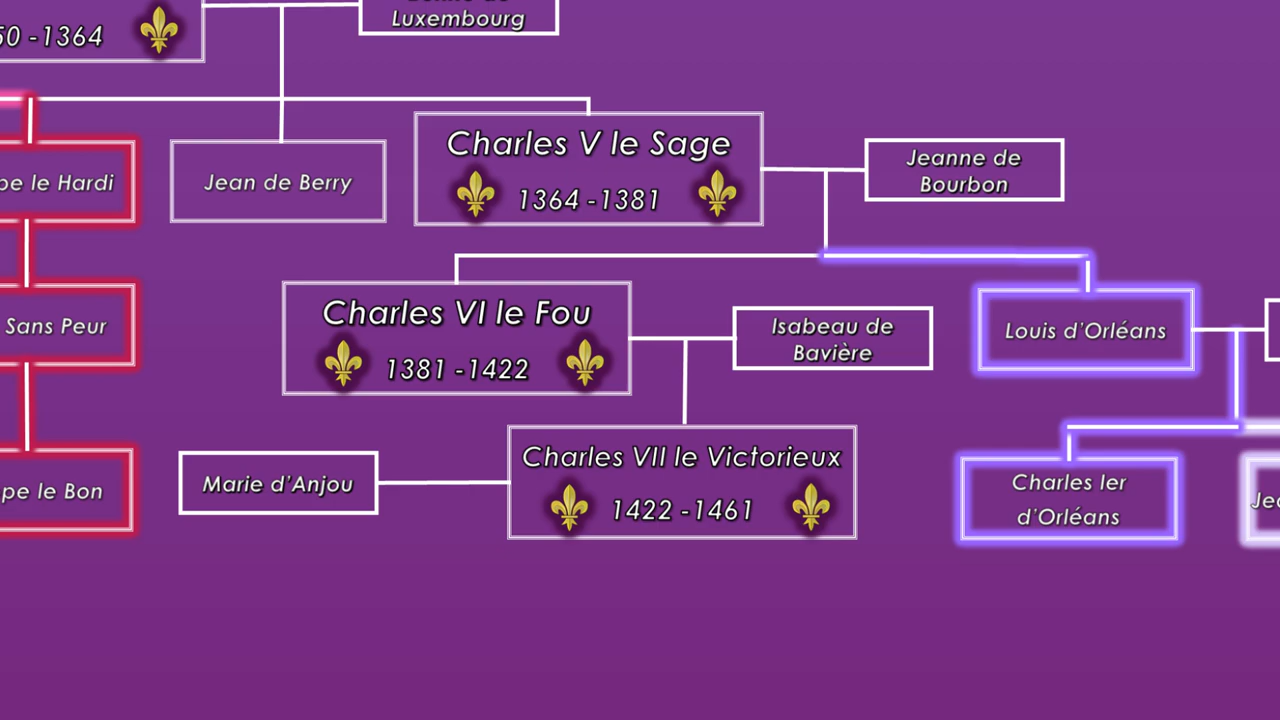 Luxembourg
-1364
Charles V le Sage
1364 -1381
Jeanne de
Bourbon
le Hardi
Jean de Berry
Charles VI le Fou
1381 -1422
Isabeau de
Bavière
Louis d'Orléans
Sans Peur
Charles VII le Victorieux
1422 -1461
Marie d'Anjou
Charles Ier
d'Orléans
le Bon